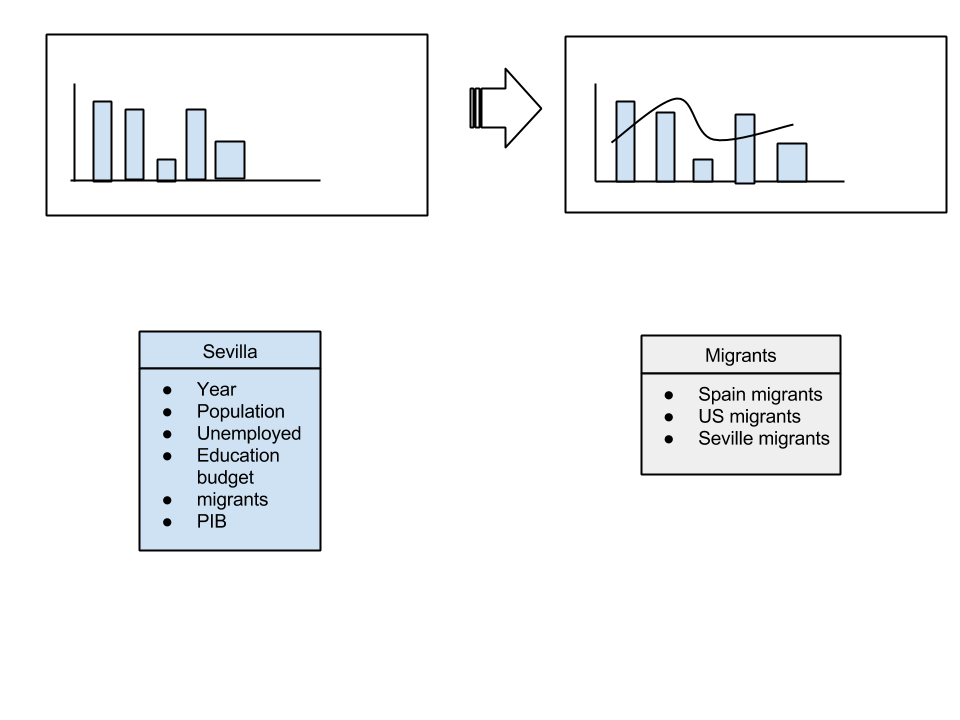 Sevilla
● Year
● Population
● Unemployed
● Education
budget
● migrants
● PIB
Migrants
● Spain migrants
● US migrants
● Seville migrants